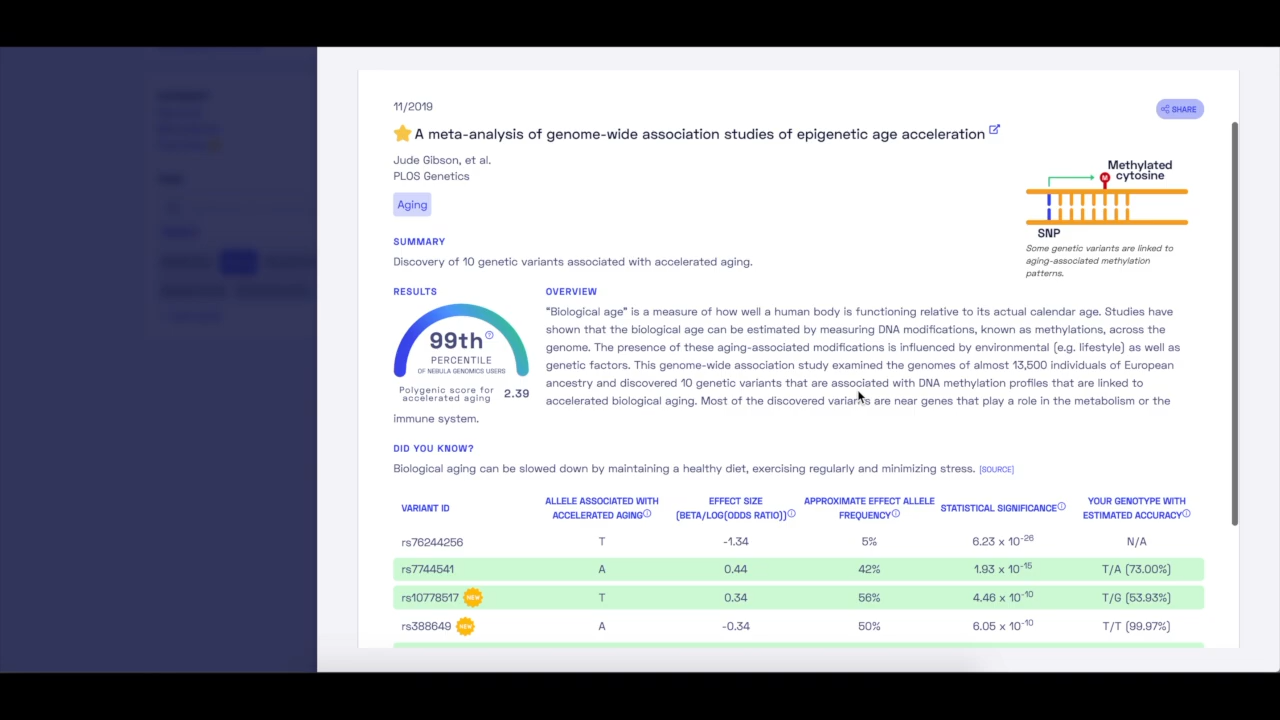 11/2019
SHARE
A meta-analysis of genome-wide association studies of epigenetic age acceleration
Jude Gibson, et al.
PLOS Genetics
Aging
Methylated
cytosine
M
SNP
Some genetic variants are linked to
aging-associated methylation
patterns.
SUMMARY
Discovery of 10 genetic variants associated with accelerated aging.
RESULTS
99th
PERCENTILE
OF NEBULA GENOMICS USERS
Polygenic score for
accelerated aging 2.39
OVERVIEW
"Biological age" is a measure of how well a human body is functioning relative to its actual calendar age. Studies have
shown that the biological age can be estimated by measuring DNA modifications, known as methylations, across the
genome. The presence of these aging-associated modifications is influenced by environmental (e.g. lifestyle) as well as
genetic factors. This genome-wide association study examined the genomes of almost 13,500 individuals of European
ancestry and discovered 10 genetic variants that are associated with DNA methylation profiles that are linked to
accelerated biological aging. Most of the discovered variants are near genes that play a role in the metabolism or the
immune system.
DID YOU KNOW?
Biological aging can be slowed down by maintaining a healthy diet, exercising regularly and minimizing stress. [SOURCE]
VARIANT ID
ALLELE ASSOCIATED WITH
ACCELERATED AGING
EFFECT SIZE
(BETA/LOG(ODDS RATIO))
APPROXIMATE EFFECT ALLELE
FREQUENCY
STATISTICAL SIGNIFICANCE
YOUR GENOTYPE WITH
ESTIMATED ACCURACY
rs76244256 T -1.34 5% 6.23 x 10-26 N/A
rs7744541 A 0.44 42% 1.93 x 10-15 T/A (73.00%)
rs10778517 NEW T 0.34 56% 4.46 x 10-10 T/G (53.93%)
rs388649 NEW A -0.34 50% 6.05 x 10-10 T/T (99.97%)